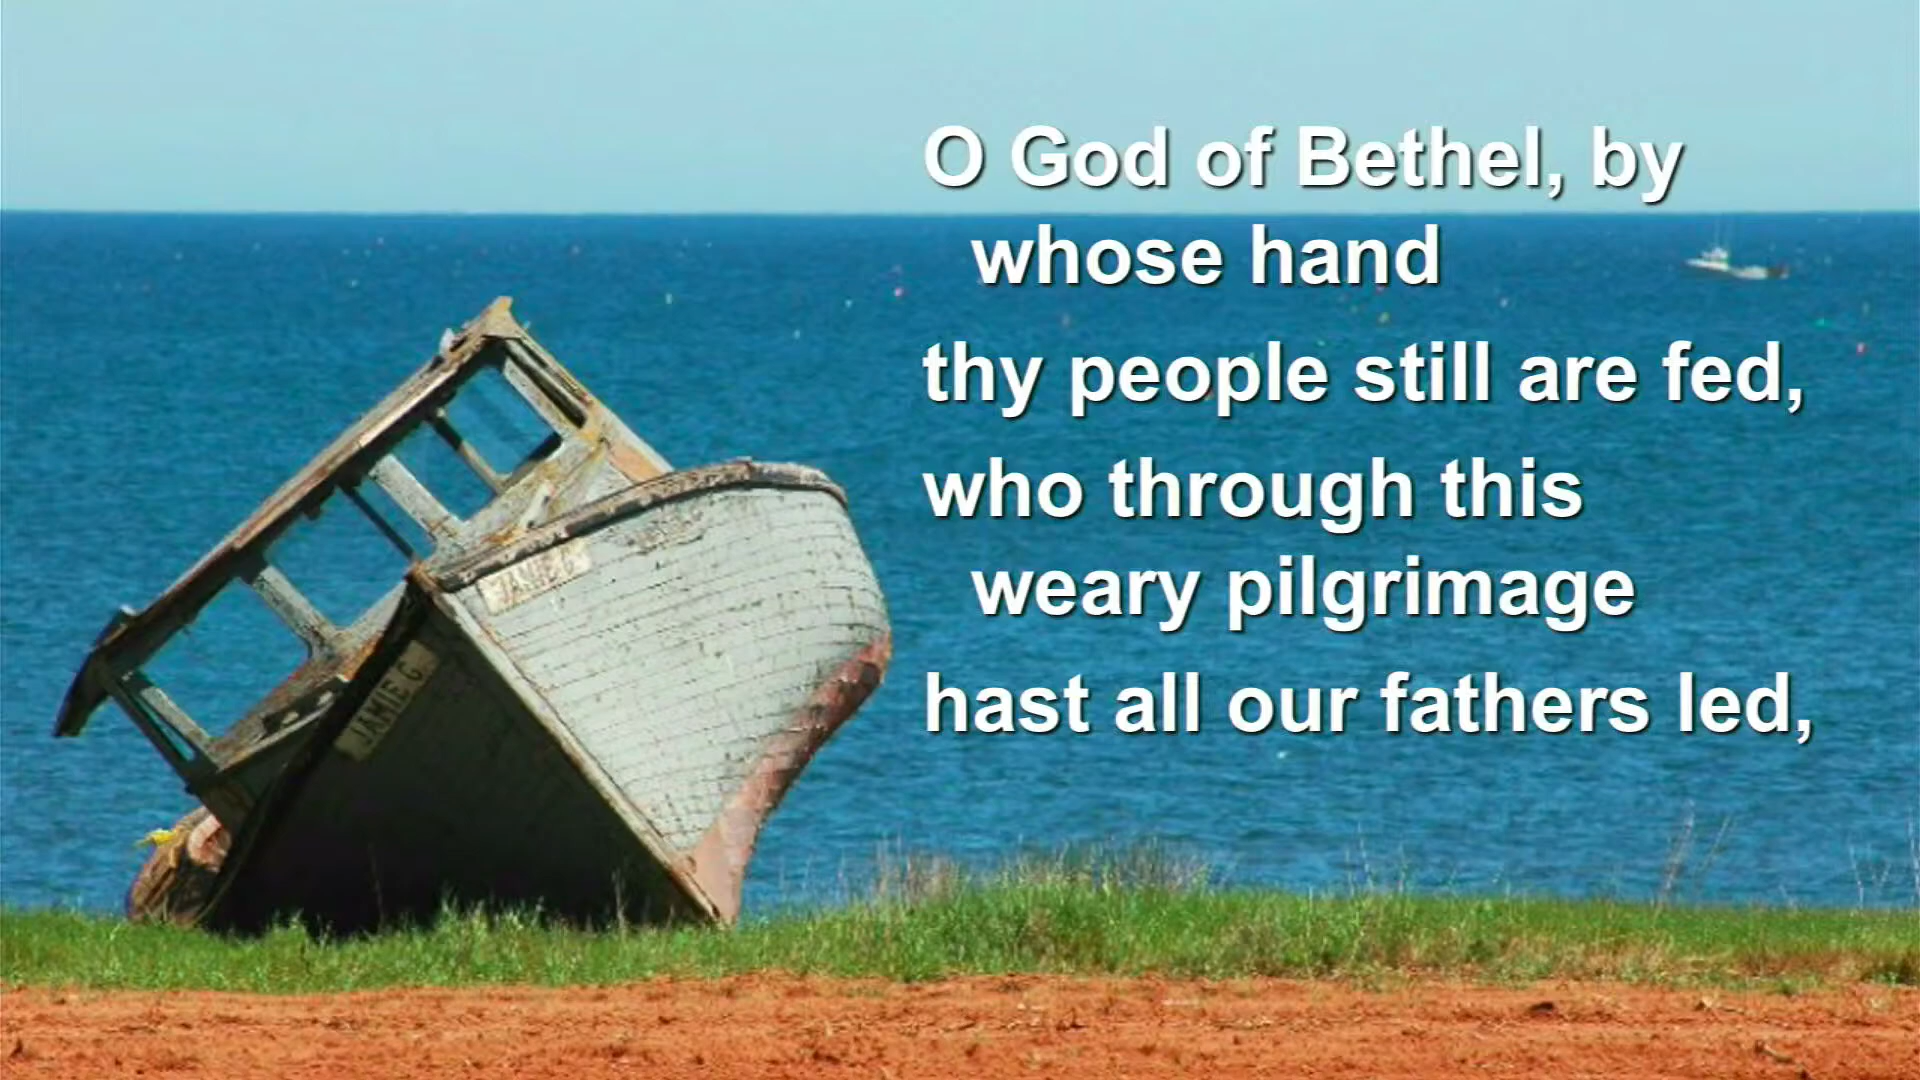 O God of Bethel, by
whose hand
thy people still are fed,
who through this
weary pilgrimage
hast all our fathers led,
JAMIE G
JAMIE G